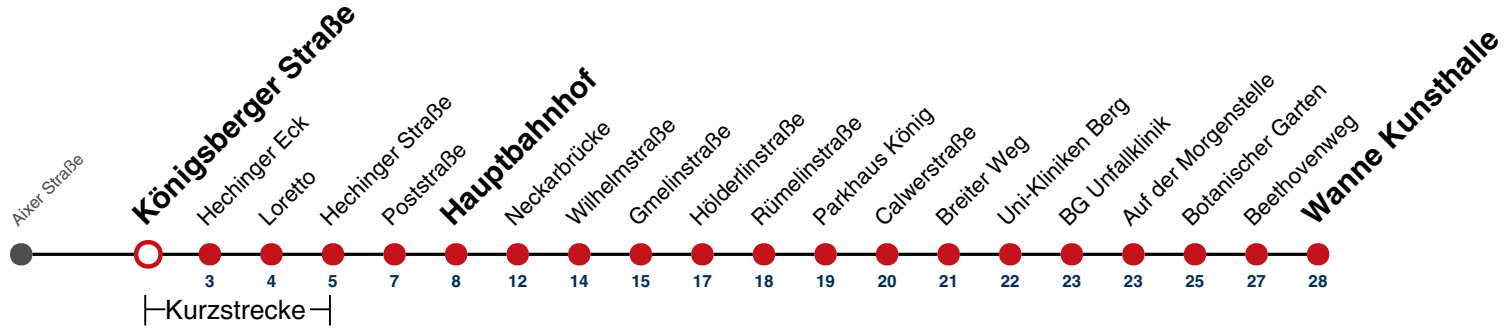 Aixer Straße
Königsberger Straße
Hechinger Eck
Loretto
Hechinger Straße
Poststraße
Hauptbahnhof
Neckarbrücke
Wilhelmstraße
Gmelinstraße
Hölderlinstraße
Rümelinstraße
Parkhaus König
Calwerstraße
Breiter Weg
Uni-Kliniken Berg
BG Unfallklinik
Auf der Morgenstelle
Botanischer Garten
Beethovenweg
Wanne Kunsthalle
3 4 5 7 8 12 14 15 17 18 19 20 21 22 23 23 25 27 28
Kurzstrecke